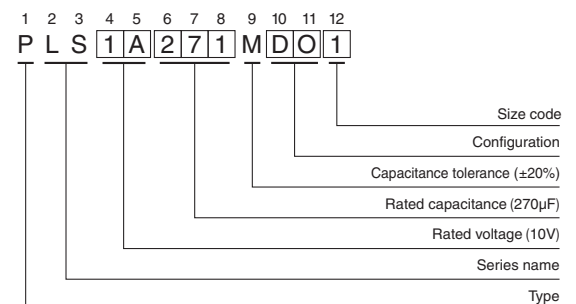 1 2 3 4 5 6 7 8 9 10 11 12
P L S 1 A 2 7 1 M D O 1
Size code
Configuration
Capacitance tolerance (±20%)
Rated capacitance (270µF)
Rated voltage (10V)
Series name
Type